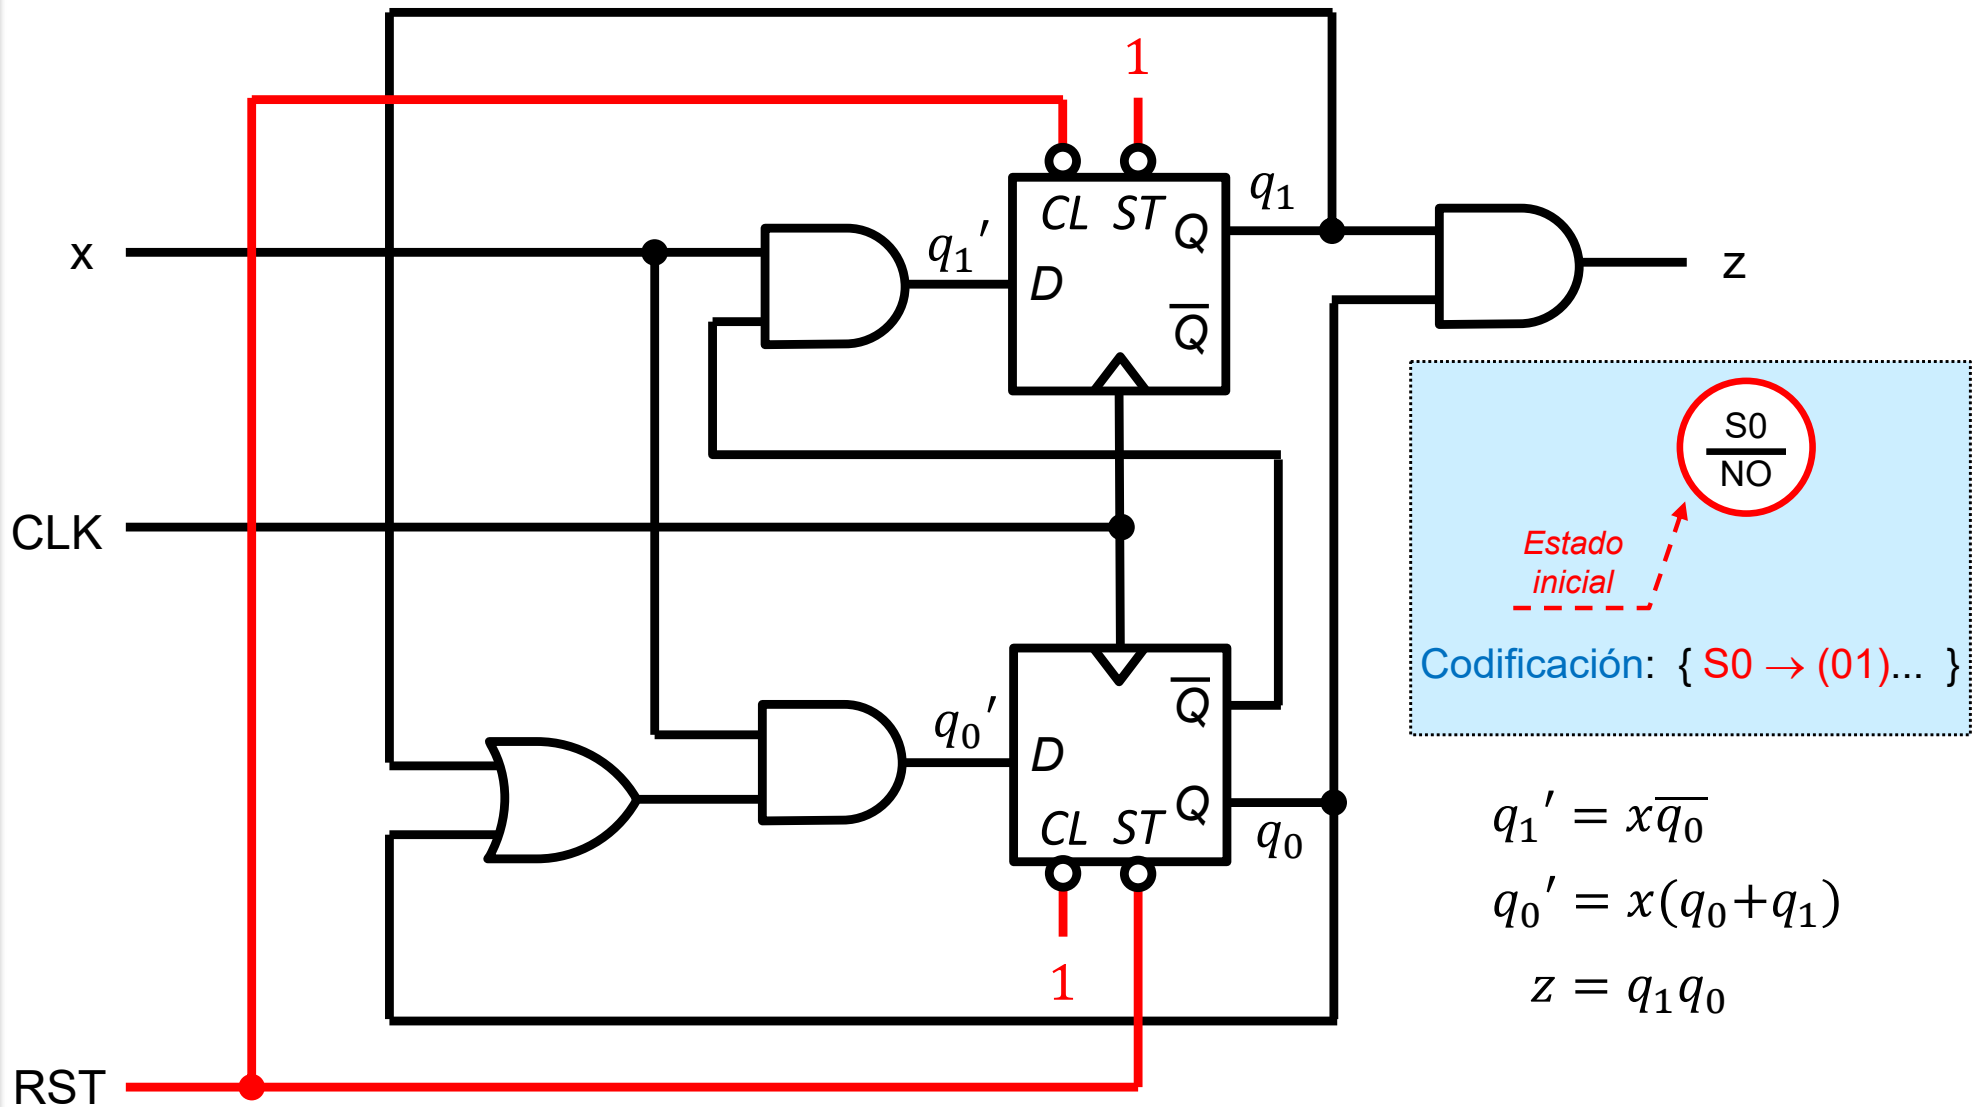 1
x
q₁′
CL ST Q
D
Q̅
q₁
z
S0
NO
Estado
inicial
Codificación: { S0 → (01)... }
CLK
q₀′
D
Q̅
Q
CL ST
q₀
1
RST
q₁′ = xq̅₀
q₀′ = x(q₀+q₁)
z = q₁q₀